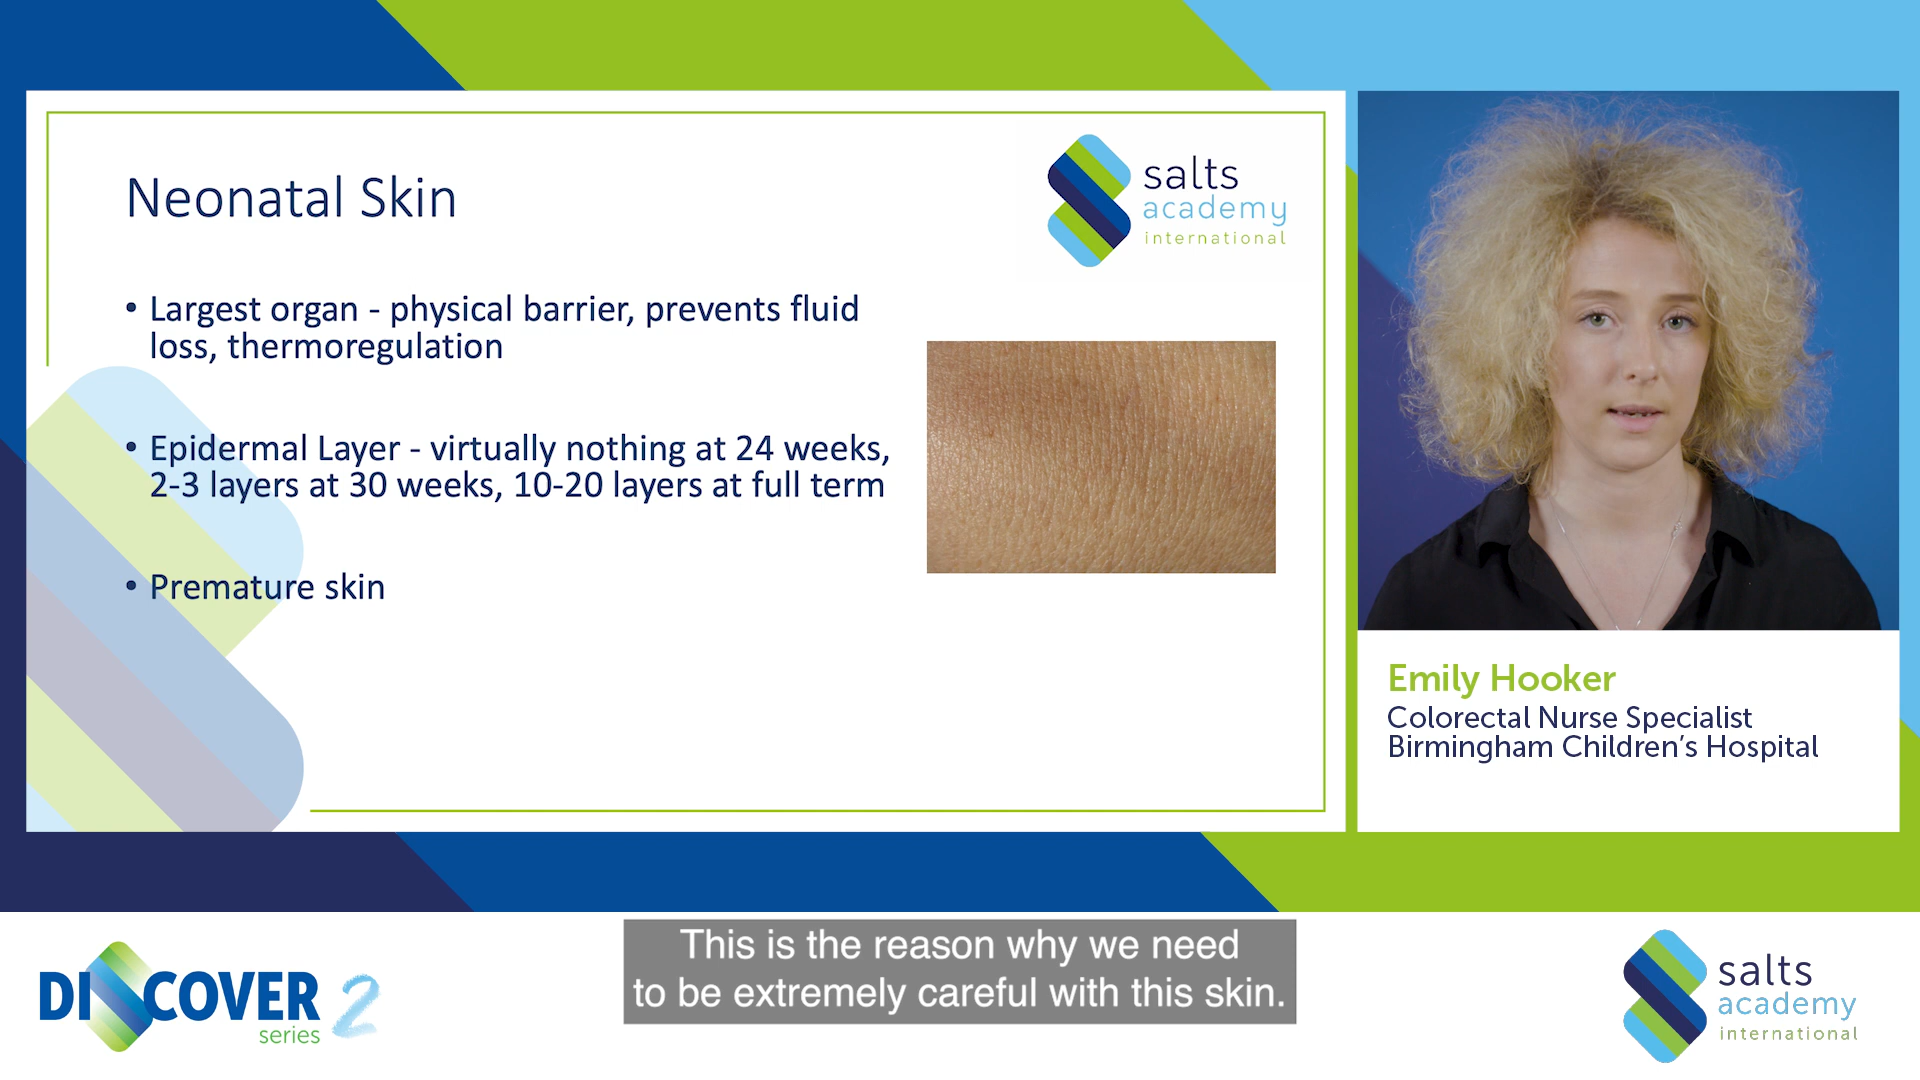 Neonatal Skin
salts
academy
international
• Largest organ - physical barrier, prevents fluid
loss, thermoregulation
• Epidermal Layer - virtually nothing at 24 weeks,
2-3 layers at 30 weeks, 10-20 layers at full term
• Premature skin
Emily Hooker
Colorectal Nurse Specialist
Birmingham Children’s Hospital
This is the reason why we need
to be extremely careful with this skin.
DISCOVER 2
series
salts
academy
international